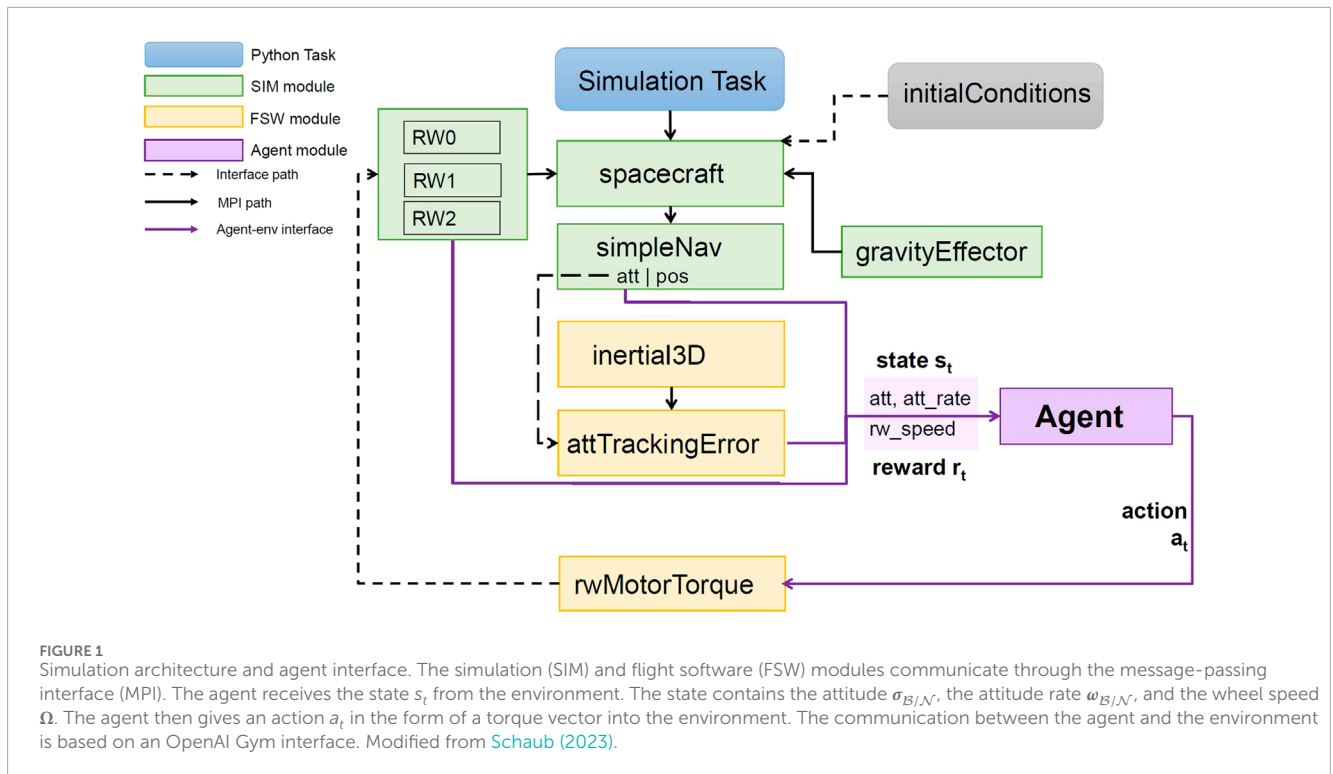 Python Task
SIM module
FSW module
Agent module
Interface path
MPI path
Agent-env interface
Simulation Task
initialConditions
RW0
RW1
RW2
spacecraft
simpleNav
att | pos
gravityEffector
inertial3D
attTrackingError
state sₜ
att, att_rate
rw_speed
reward rₜ
Agent
action
aₜ
rwMotorTorque
FIGURE 1
Simulation architecture and agent interface. The simulation (SIM) and flight software (FSW) modules communicate through the message-passing
interface (MPI). The agent receives the state sₜ from the environment. The state contains the attitude σ_B/N, the attitude rate ω_B/N, and the wheel speed
Ω. The agent then gives an action aₜ in the form of a torque vector into the environment. The communication between the agent and the environment
is based on an OpenAI Gym interface. Modified from Schaub (2023).